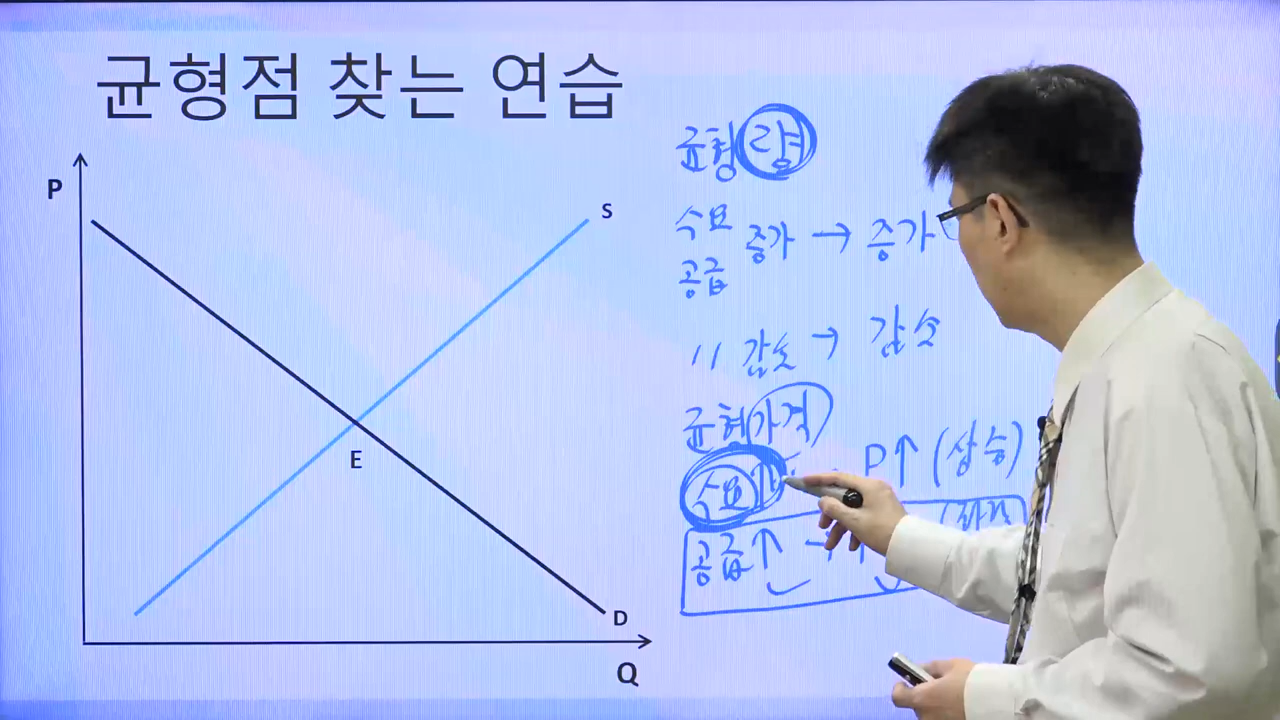 균형점 찾는 연습
P
S
E
D
Q
균형 량
수요
공급 증가 → 증가
〃 감소 → 감소
균형 가격
수요↑ P↑ (상승)
공급↑ →